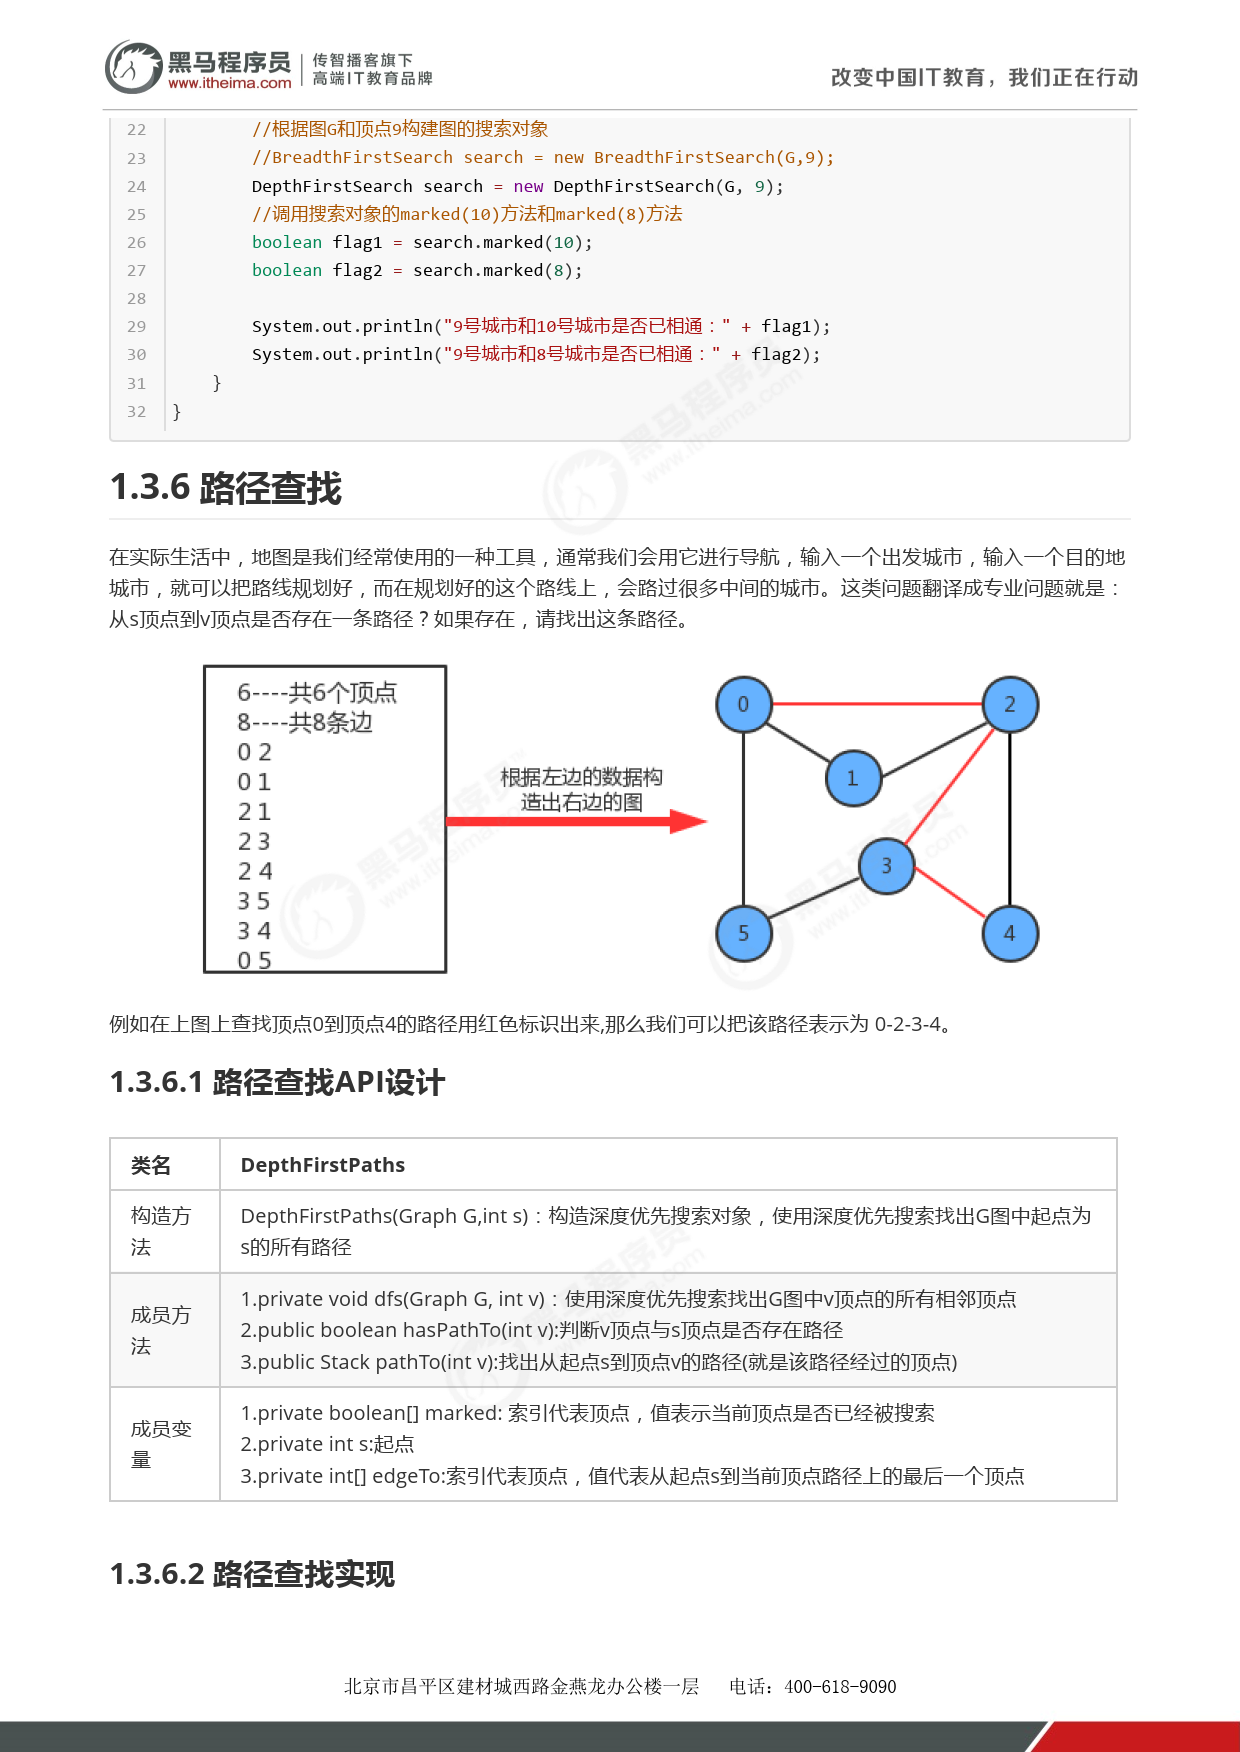 黑马程序员
www.itheima.com
传智播客旗下
高端IT教育品牌
改变中国IT教育，我们正在行动
22 //根据图G和顶点9构建图的搜索对象
23 //BreadthFirstSearch search = new BreadthFirstSearch(G,9);
24 DepthFirstSearch search = new DepthFirstSearch(G, 9);
25 //调用搜索对象的marked(10)方法和marked(8)方法
26 boolean flag1 = search.marked(10);
27 boolean flag2 = search.marked(8);
28
29 System.out.println("9号城市和10号城市是否已相通：" + flag1);
30 System.out.println("9号城市和8号城市是否已相通：" + flag2);
31 }
32 }
1.3.6 路径查找
在实际生活中，地图是我们经常使用的一种工具，通常我们会用它进行导航，输入一个出发城市，输入一个目的地
城市，就可以把路线规划好，而在规划好的这个路线上，会路过很多中间的城市。这类问题翻译成专业问题就是：
从s顶点到v顶点是否存在一条路径？如果存在，请找出这条路径。
6----共6个顶点
8----共8条边
0 2
0 1
2 1
2 3
2 4
3 5
3 4
0 5
根据左边的数据构
造出右边的图
0
2
1
3
5
4
例如在上图上查找顶点0到顶点4的路径用红色标识出来,那么我们可以把该路径表示为 0-2-3-4。
1.3.6.1 路径查找API设计
类名 DepthFirstPaths
构造方
法
DepthFirstPaths(Graph G,int s)：构造深度优先搜索对象，使用深度优先搜索找出G图中起点为
s的所有路径
成员方
法
1.private void dfs(Graph G, int v)：使用深度优先搜索找出G图中v顶点的所有相邻顶点
2.public boolean hasPathTo(int v):判断v顶点与s顶点是否存在路径
3.public Stack pathTo(int v):找出从起点s到顶点v的路径(就是该路径经过的顶点)
成员变
量
1.private boolean[] marked: 索引代表顶点，值表示当前顶点是否已经被搜索
2.private int s:起点
3.private int[] edgeTo:索引代表顶点，值代表从起点s到当前顶点路径上的最后一个顶点
1.3.6.2 路径查找实现
北京市昌平区建材城西路金燕龙办公楼一层 电话：400-618-9090